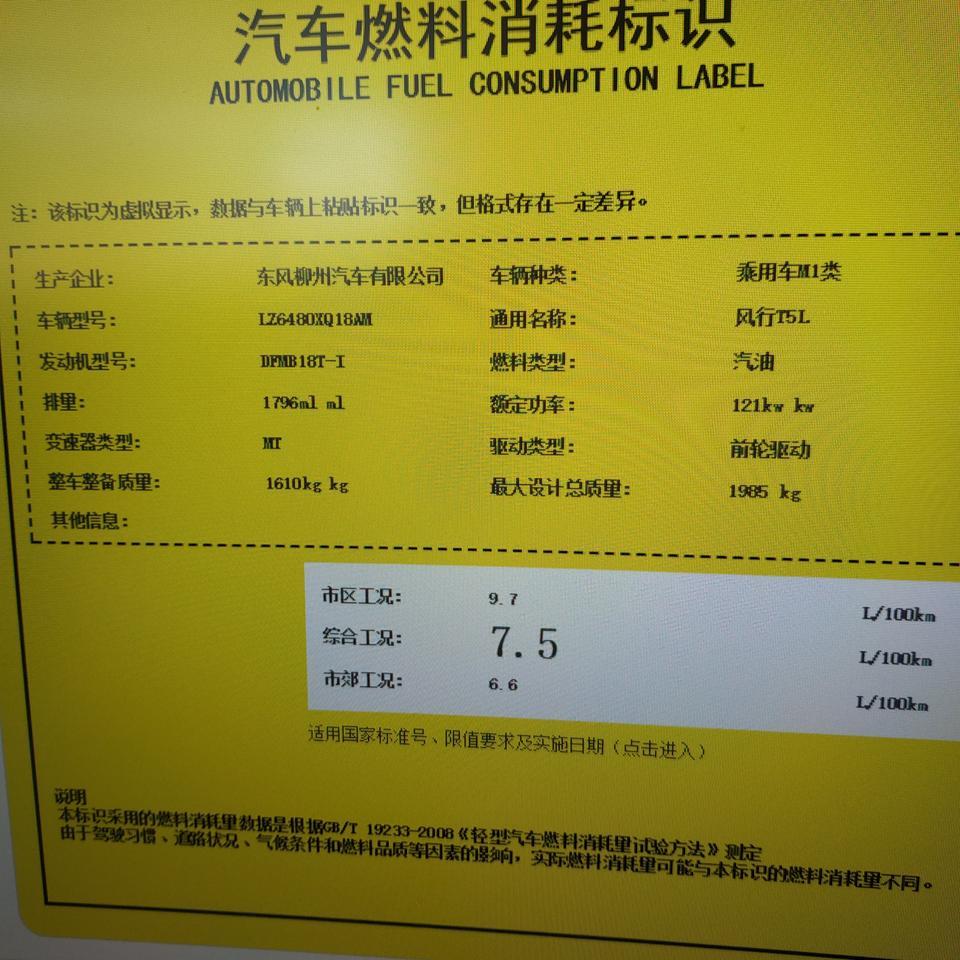 汽车燃料消耗标识
AUTOMOBILE FUEL CONSUMPTION LABEL
注：该标识为虚拟显示，数据与车辆上粘贴标识一致，但格式存在一定差异。
生产企业： 东风柳州汽车有限公司 车辆种类： 乘用车M1类
车辆型号： LZ6480XQ18AM 通用名称： 风行T5L
发动机型号： DFMB18T-I 燃料类型： 汽油
排量： 1796ml ml 额定功率： 121kw kw
变速器类型： MT 驱动类型： 前轮驱动
整车整备质量： 1610kg kg 最大设计总质量： 1985 kg
其他信息：
市区工况： 9.7 L/100km
综合工况： 7.5 L/100km
市郊工况： 6.6 L/100km
适用国家标准号、限值要求及实施日期（点击进入）
说明
本标识采用的燃料消耗量数据是根据GB/T 19233-2008《轻型汽车燃料消耗量试验方法》测定
由于驾驶习惯、道路状况、气候条件和燃料品质等因素的影响，实际燃料消耗量可能与本标识的燃料消耗量不同。